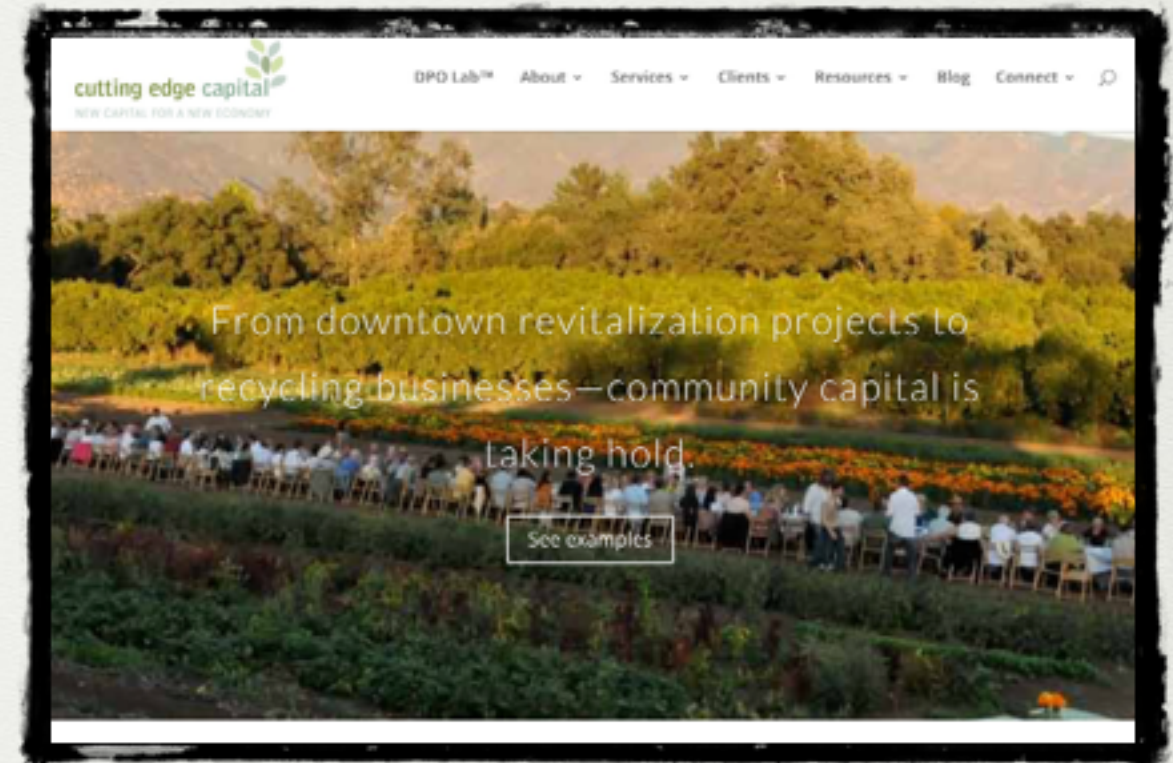 cutting edge capital
NEW CAPITAL FOR A NEW ECONOMY
DPO Lab™ About Services Clients Resources Blog Connect
From downtown revitalization projects to
recycling businesses—community capital is
taking hold.
See examples